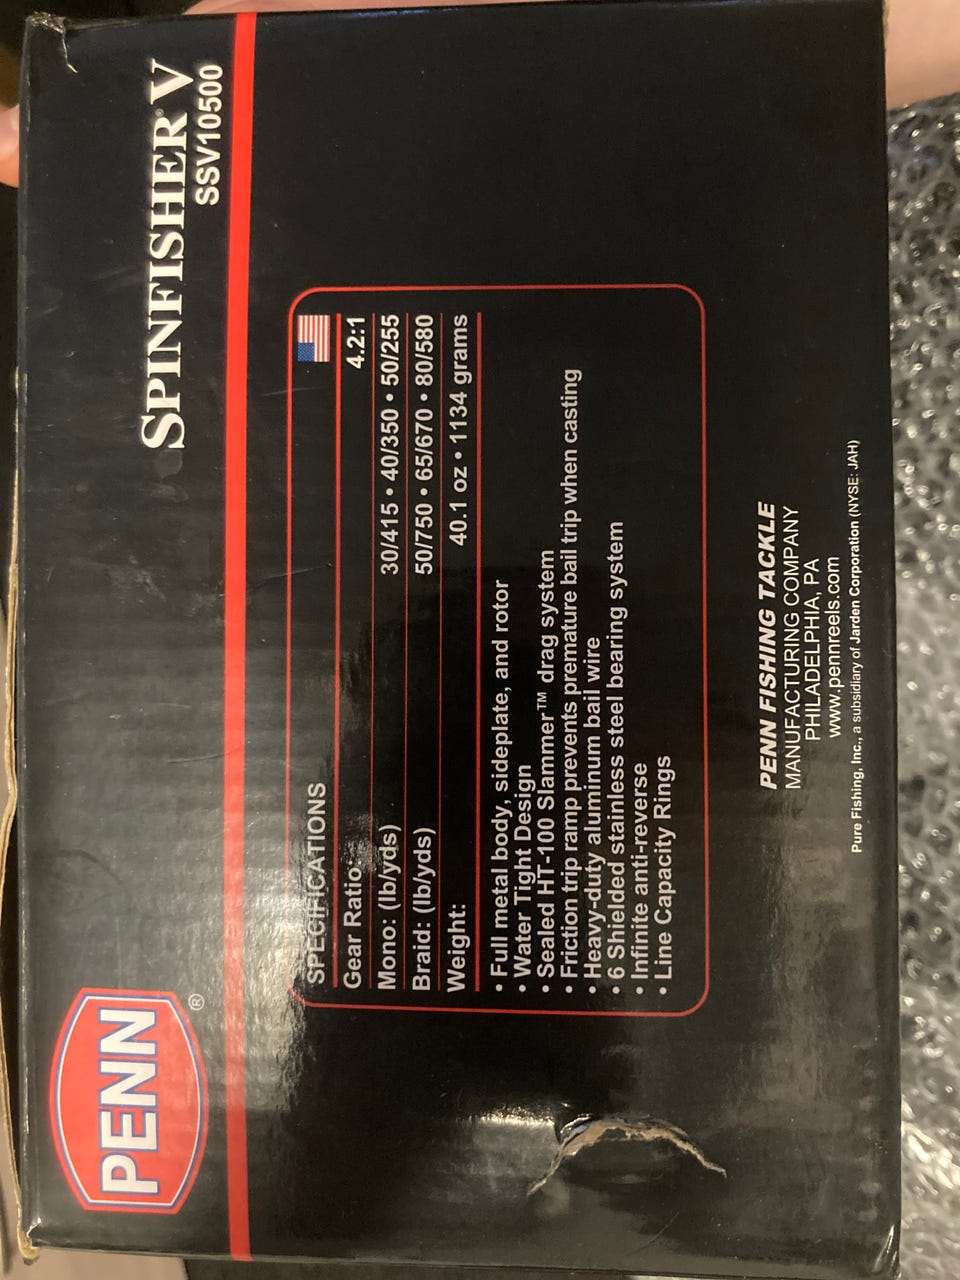 PENN®
SPINFISHER V
SSV10500
SPECIFICATIONS
Gear Ratio: 4.2:1
Mono: (lb/yds) 30/415 • 40/350 • 50/255
Braid: (lb/yds) 50/750 • 65/670 • 80/580
Weight: 40.1 oz • 1134 grams
• Full metal body, sideplate, and rotor
• Water Tight Design
• Sealed HT-100 Slammer™ drag system
• Friction trip ramp prevents premature bail trip when casting
• Heavy-duty aluminum bail wire
• 6 Shielded stainless steel bearing system
• Infinite anti-reverse
• Line Capacity Rings
PENN FISHING TACKLE
MANUFACTURING COMPANY
PHILADELPHIA, PA
www.pennreels.com
Pure Fishing, Inc., a subsidiary of Jarden Corporation (NYSE: JAH)